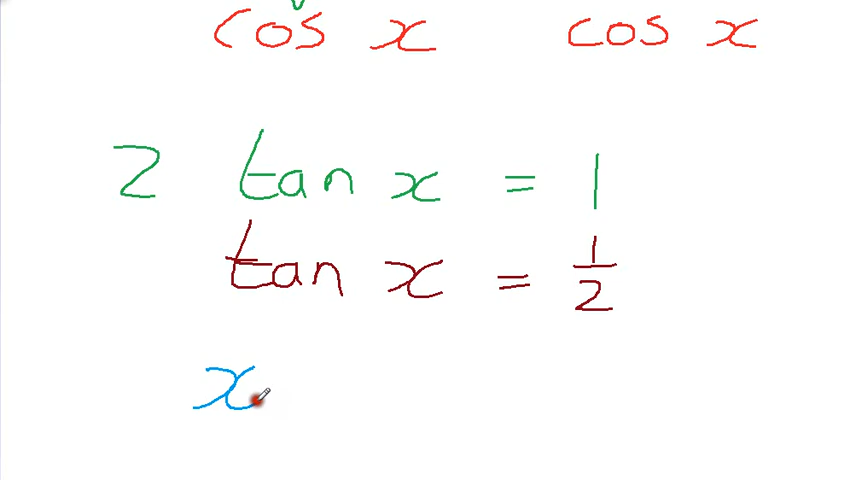 cos x cos x
2 tan x = 1
tan x = 1/2
x